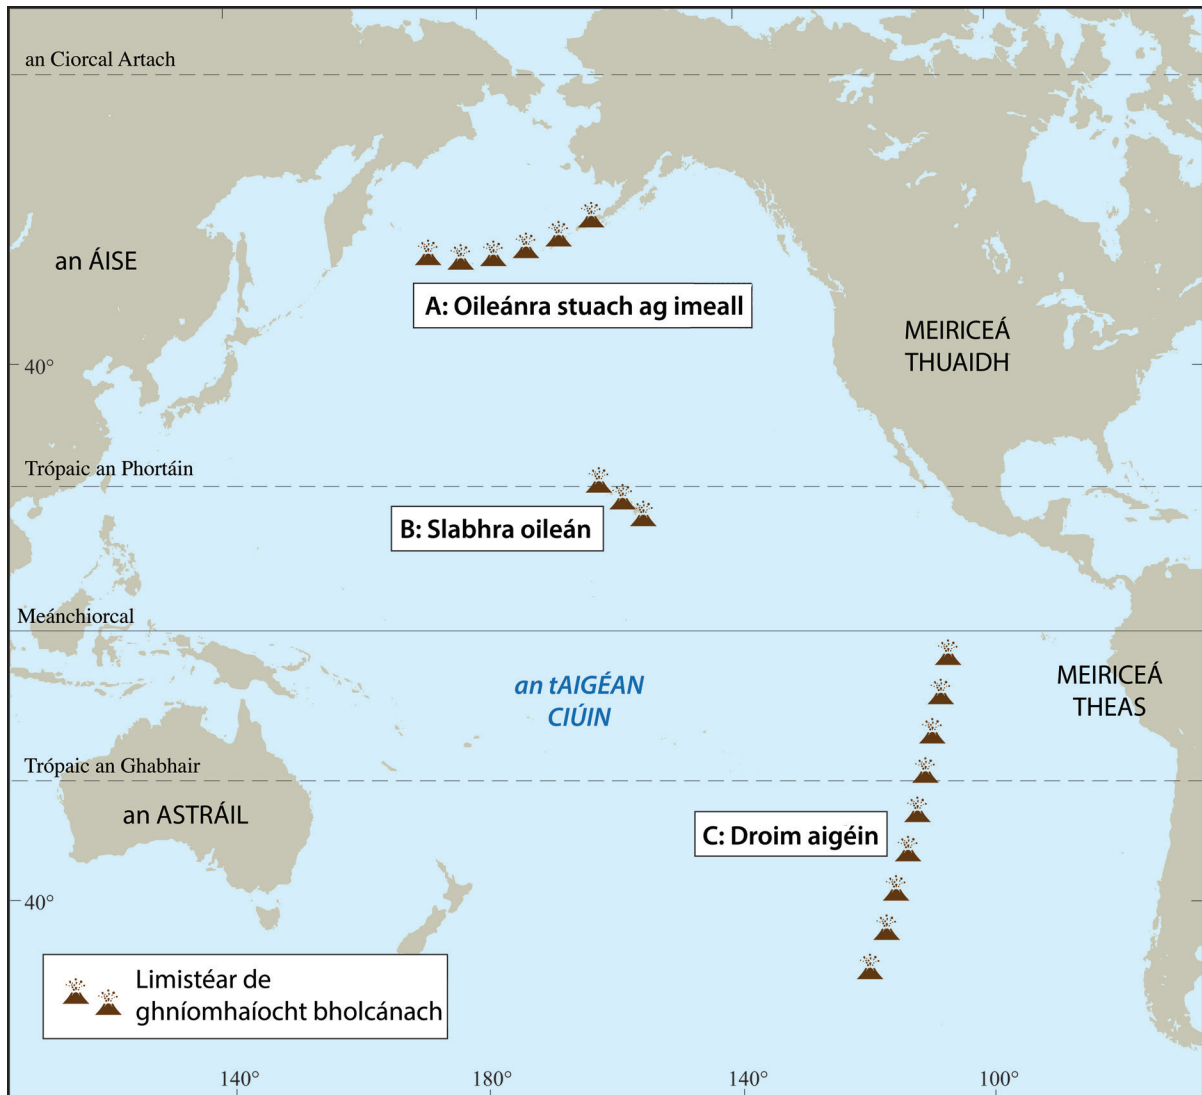 an Ciorcal Artach
an ÁISE
A: Oileánra stuach ag imeall
MEIRICEÁ
THUAIDH
40°
Trópaic an Phortáin
B: Slabhra oileán
Meánchiorcal
an tAIGÉAN
CIÚIN
MEIRICEÁ
THEAS
Trópaic an Ghabhair
an ASTRÁIL
C: Droim aigéin
40°
Limistéar de
ghníomhaíocht bholcánach
140°
180°
140°
100°